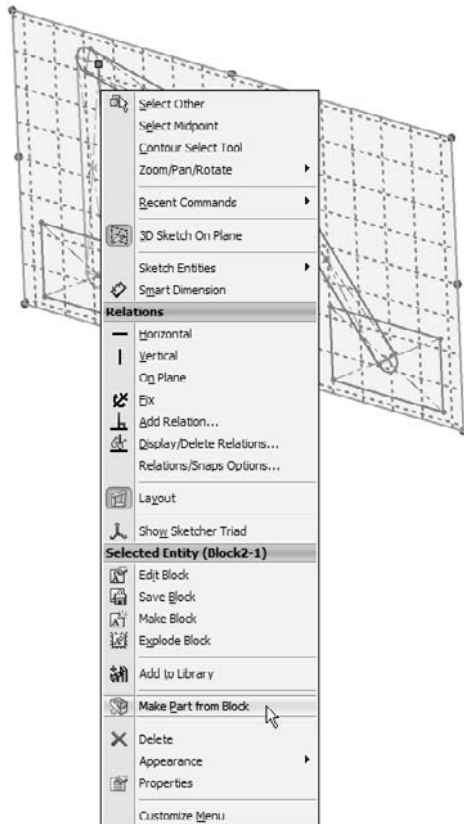 Select Other
Select Midpoint
Contour Select Tool
Zoom/Pan/Rotate
Recent Commands
3D Sketch On Plane
Sketch Entities
Smart Dimension
Relations
Horizontal
Vertical
On Plane
Fix
Add Relation...
Display/Delete Relations...
Relations/Snaps Options...
Layout
Show Sketcher Triad
Selected Entity (Block2-1)
Edit Block
Save Block
Make Block
Explode Block
Add to Library
Make Part from Block
Delete
Appearance
Properties
Customize Menu